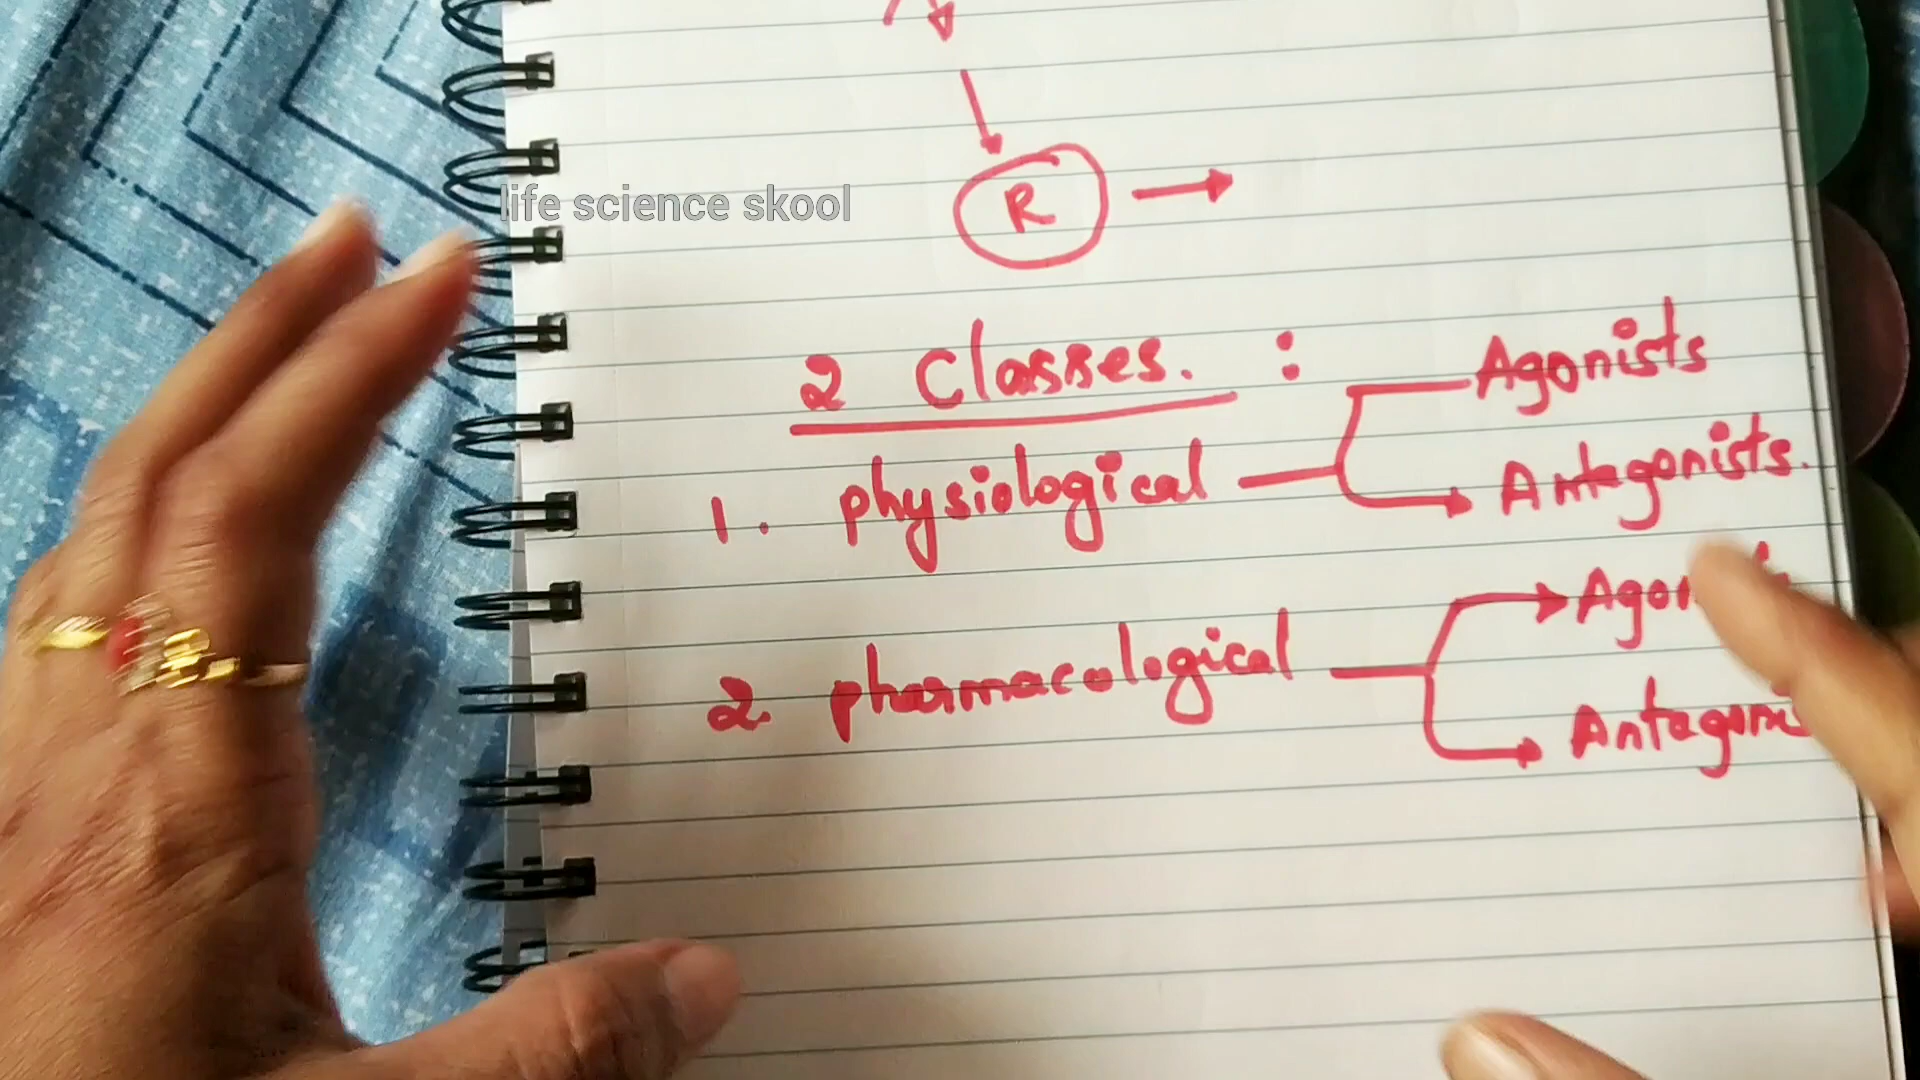 R
life science skool
2 Classes. :
Agonists
1. physiological
Antagonists.
2. pharmacological